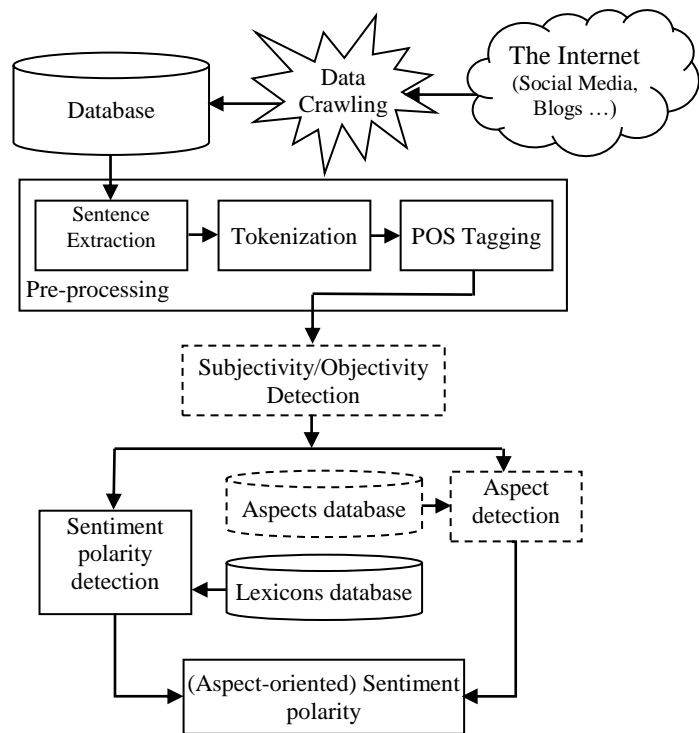 The Internet
(Social Media,
Blogs …)
Data
Crawling
Database
Sentence
Extraction
Tokenization
POS Tagging
Pre-processing
Subjectivity/Objectivity
Detection
Aspects database
Aspect
detection
Sentiment
polarity
detection
Lexicons database
(Aspect-oriented) Sentiment
polarity